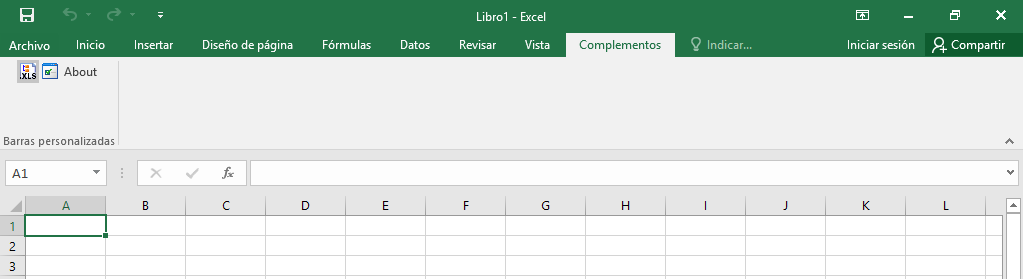 Libro1 - Excel
Archivo Inicio Insertar Diseño de página Fórmulas Datos Revisar Vista Complementos Indicar... Iniciar sesión Compartir
XLS About
Barras personalizadas
A1 fx
A B C D E F G H I J K L
1
2
3